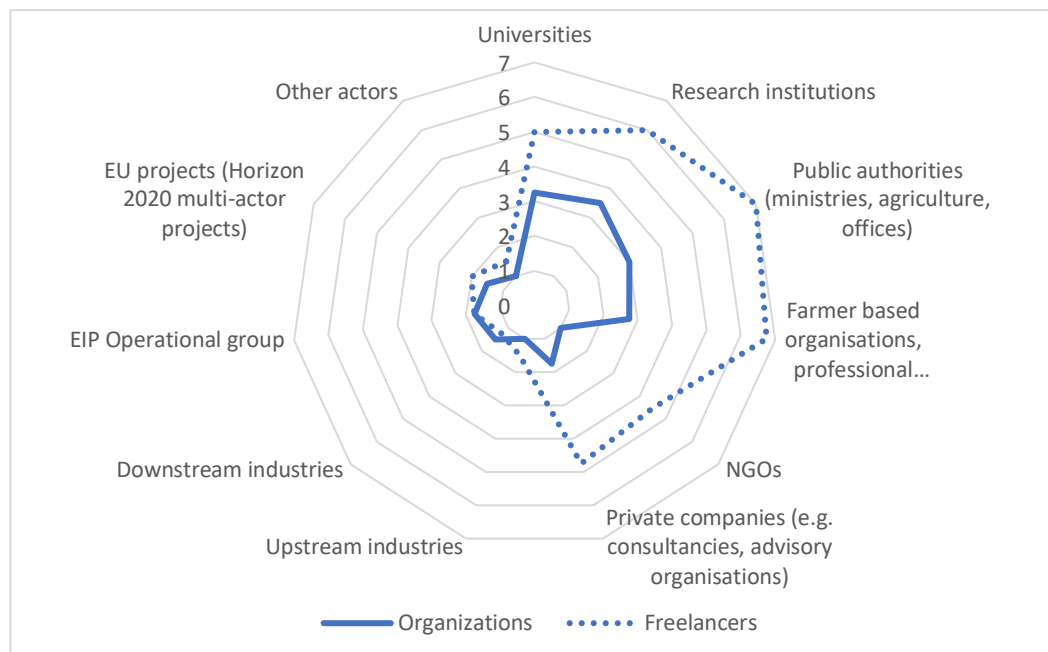 Universities
7
6
5
4
3
2
1
0
Research institutions
Public authorities
(ministries, agriculture,
offices)
Farmer based
organisations,
professional...
NGOs
Private companies (e.g.
consultancies, advisory
organisations)
Upstream industries
Downstream industries
EIP Operational group
EU projects (Horizon
2020 multi-actor
projects)
Other actors
Organizations
Freelancers